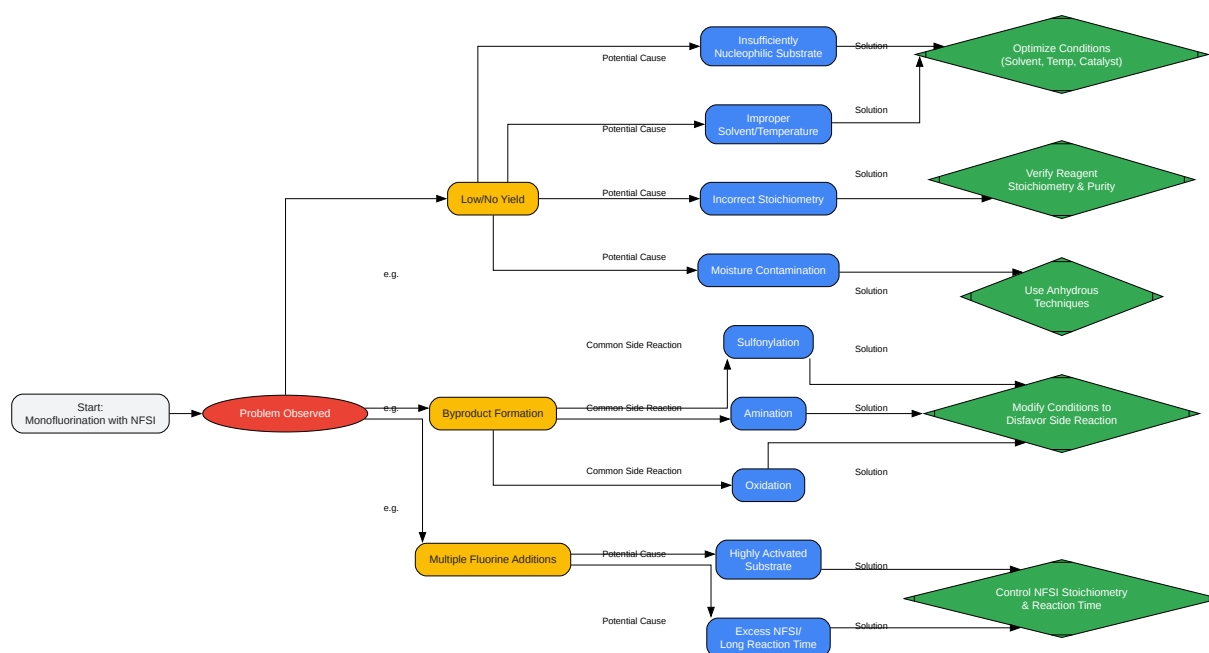 Insufficiently
Nucleophilic Substrate
Potential Cause
Solution
Optimize Conditions
(Solvent, Temp, Catalyst)
Improper
Solvent/Temperature
Potential Cause
Solution
Low/No Yield
Potential Cause
Incorrect Stoichiometry
Solution
Verify Reagent
Stoichiometry & Purity
Potential Cause
Moisture Contamination
Solution
Use Anhydrous
Techniques
e.g.
Common Side Reaction
Sulfonylation
Solution
Start:
Monofluorination with NFSI
Problem Observed
e.g.
Byproduct Formation
Common Side Reaction
Amination
Solution
Modify Conditions to
Disfavor Side Reaction
Common Side Reaction
Oxidation
Solution
e.g.
Multiple Fluorine Additions
Potential Cause
Highly Activated
Substrate
Solution
Control NFSI Stoichiometry
& Reaction Time
Potential Cause
Excess NFSI/
Long Reaction Time
Solution